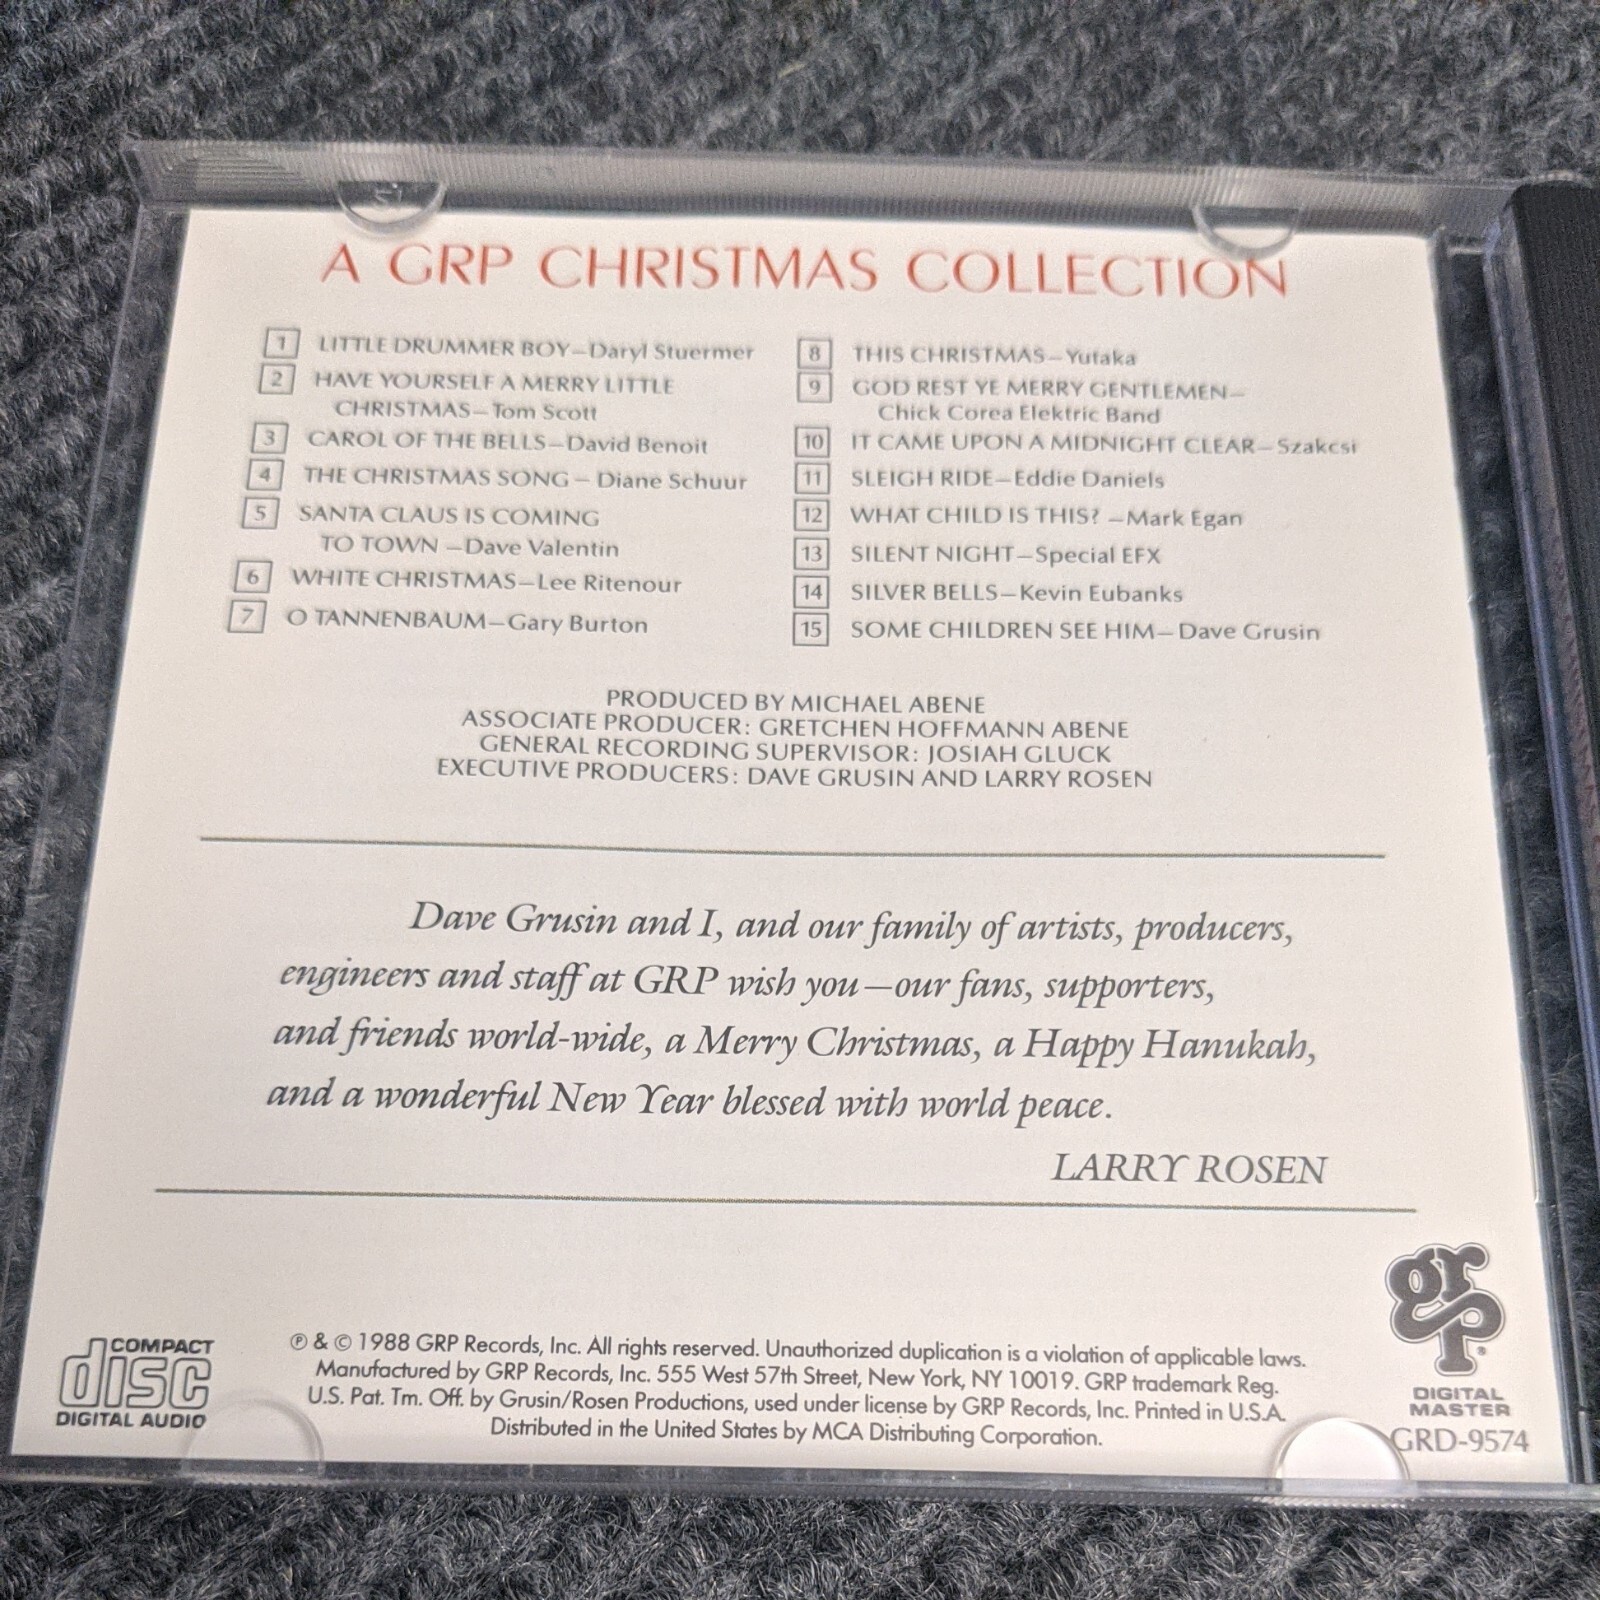 A GRP CHRISTMAS COLLECTION
1 LITTLE DRUMMER BOY—Daryl Stuermer
2 HAVE YOURSELF A MERRY LITTLE
CHRISTMAS—Tom Scott
3 CAROL OF THE BELLS—David Benoit
4 THE CHRISTMAS SONG — Diane Schuur
5 SANTA CLAUS IS COMING
TO TOWN —Dave Valentin
6 WHITE CHRISTMAS—Lee Ritenour
7 O TANNENBAUM—Gary Burton
8 THIS CHRISTMAS—Yutaka
9 GOD REST YE MERRY GENTLEMEN—
Chick Corea Elektric Band
10 IT CAME UPON A MIDNIGHT CLEAR—Szakcsi
11 SLEIGH RIDE—Eddie Daniels
12 WHAT CHILD IS THIS? —Mark Egan
13 SILENT NIGHT—Special EFX
14 SILVER BELLS—Kevin Eubanks
15 SOME CHILDREN SEE HIM—Dave Grusin
PRODUCED BY MICHAEL ABENE
ASSOCIATE PRODUCER: GRETCHEN HOFFMANN ABENE
GENERAL RECORDING SUPERVISOR: JOSIAH GLUCK
EXECUTIVE PRODUCERS: DAVE GRUSIN AND LARRY ROSEN
Dave Grusin and I, and our family of artists, producers,
engineers and staff at GRP wish you—our fans, supporters,
and friends world-wide, a Merry Christmas, a Happy Hanukah,
and a wonderful New Year blessed with world peace.
LARRY ROSEN
COMPACT
disc
DIGITAL AUDIO
℗ & © 1988 GRP Records, Inc. All rights reserved. Unauthorized duplication is a violation of applicable laws.
Manufactured by GRP Records, Inc. 555 West 57th Street, New York, NY 10019. GRP trademark Reg.
U.S. Pat. Tm. Off. by Grusin/Rosen Productions, used under license by GRP Records, Inc. Printed in U.S.A.
Distributed in the United States by MCA Distributing Corporation.
grp®
DIGITAL
MASTER
GRD-9574